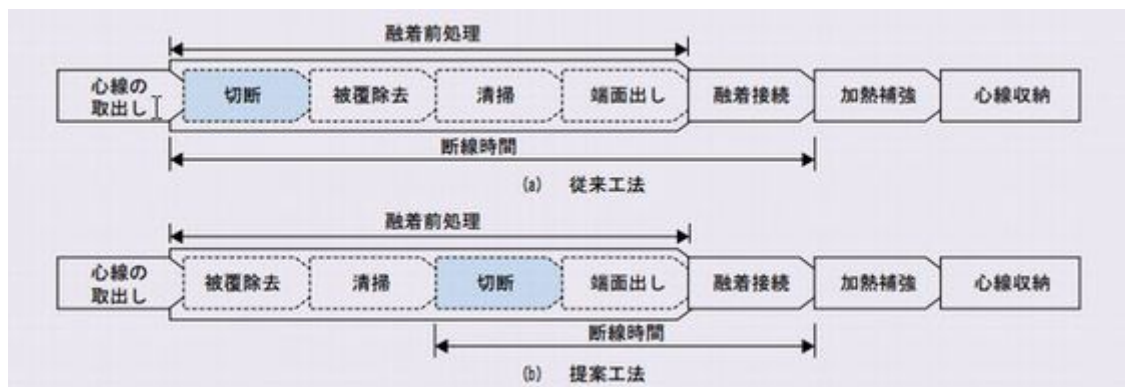 融着前処理
心線の
取出し
切断
被覆除去
清掃
端面出し
融着接続
加熱補強
心線収納
断線時間
(a) 従来工法
融着前処理
心線の
取出し
被覆除去
清掃
切断
端面出し
融着接続
加熱補強
心線収納
断線時間
(b) 提案工法